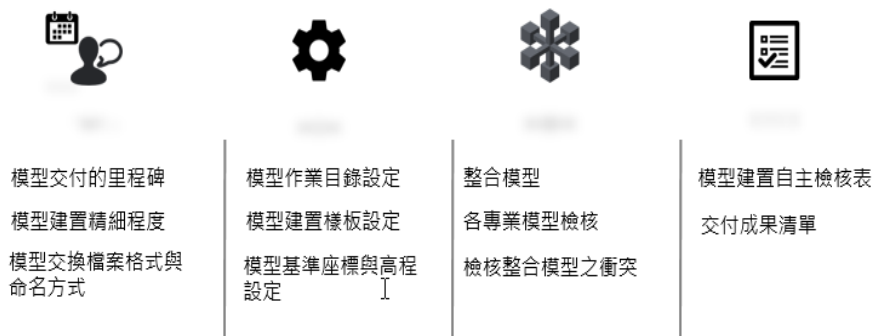 模型交付的里程碑
模型建置精細程度
模型交換檔案格式與
命名方式
模型作業目錄設定
模型建置樣板設定
模型基準座標與高程
設定
整合模型
各專業模型檢核
檢核整合模型之衝突
模型建置自主檢核表
交付成果清單